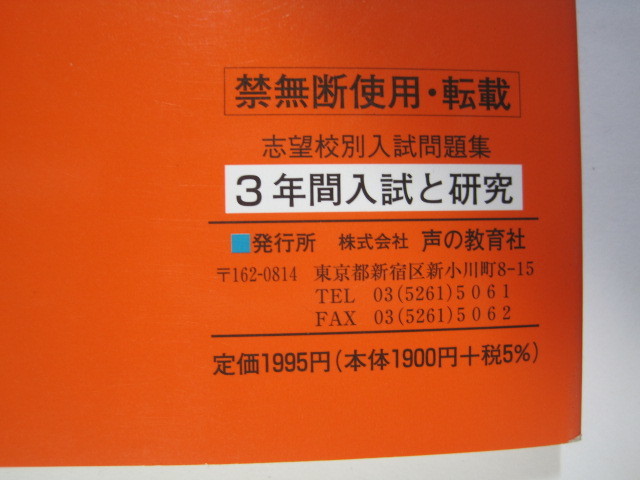 禁無断使用・転載
志望校別入試問題集
3年間入試と研究
■発行所 株式会社 声の教育社
〒162-0814 東京都新宿区新小川町8-15
TEL 03(5261)5061
FAX 03(5261)5062
定価1995円(本体1900円+税5%)